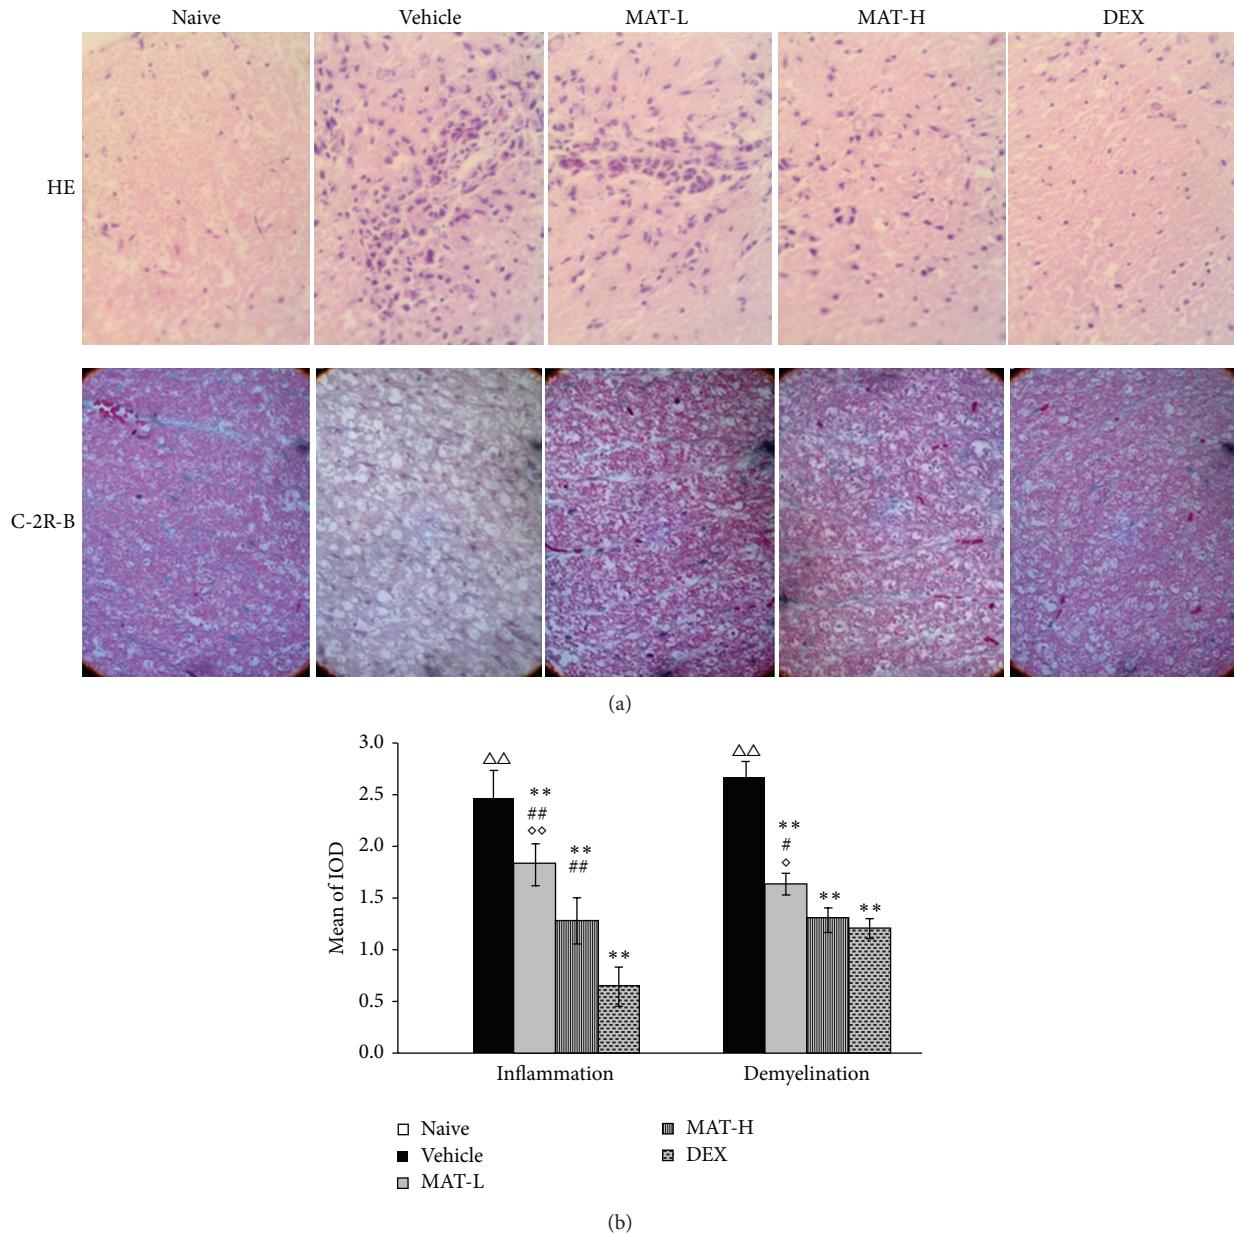 Naive Vehicle MAT-L MAT-H DEX
HE
C-2R-B
(a)
Mean of IOD
3.0
2.5
2.0
1.5
1.0
0.5
0.0
△△
**
##
◇◇
**
##
**
△△
**
#
◇
**
**
Inflammation Demyelination
Naive MAT-H
Vehicle DEX
MAT-L
(b)